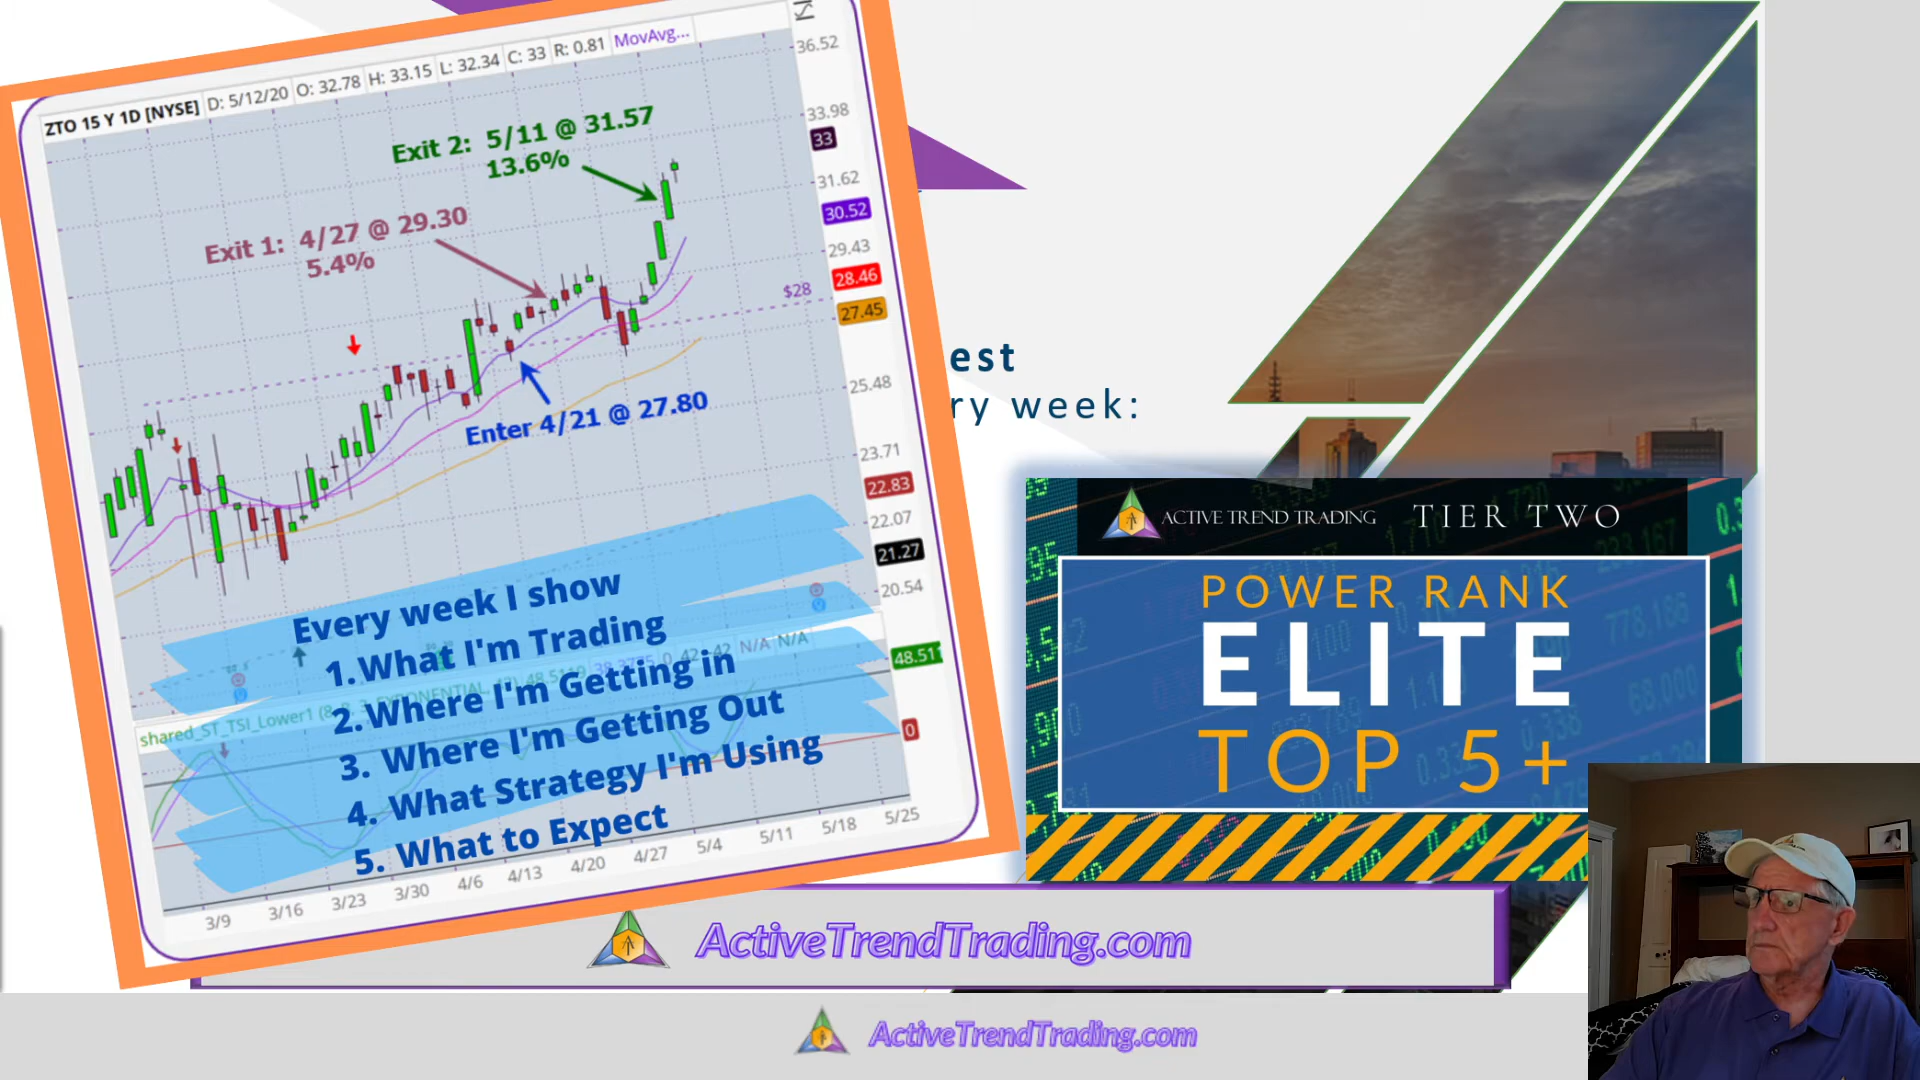 ZTO 15 Y 1D [NYSE] D: 5/12/20 O: 32.78 H: 33.15 L: 32.34 C: 33 R: 0.81 MovAvg...
36.52
33.98
33
31.62
30.52
29.43
28.46
27.45
25.48
23.71
22.83
22.07
21.27
20.54
48.511
0
Exit 2: 5/11 @ 31.57
13.6%
Exit 1: 4/27 @ 29.30
5.4%
$28
Enter 4/21 @ 27.80
Every week I show
1. What I'm Trading
2. Where I'm Getting in
3. Where I'm Getting Out
4. What Strategy I'm Using
5. What to Expect
shared_ST_TSI_Lower1 (8, 8, 3, EXPONENTIAL
N/A N/A
3/9 3/16 3/23 3/30 4/6 4/13 4/20 4/27 5/4 5/11 5/18 5/25
est
ry week:
ACTIVE TREND TRADING TIER TWO
POWER RANK
ELITE
TOP 5+
ActiveTrendTrading.com
ActiveTrendTrading.com